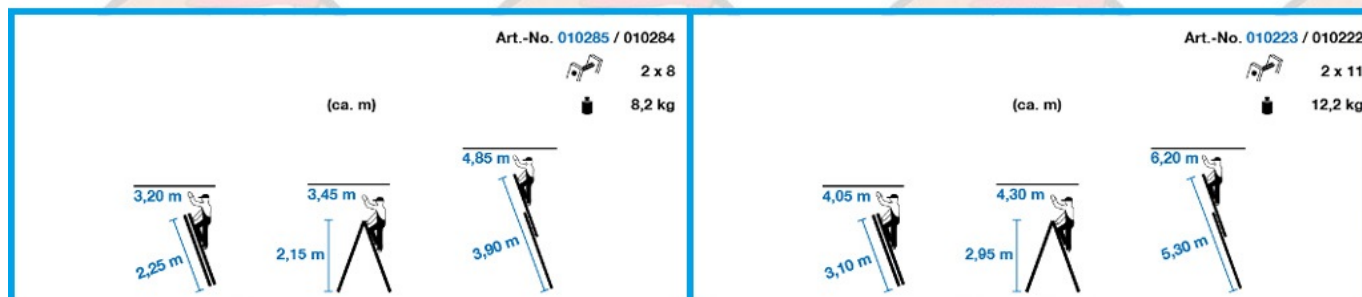 Art.-No. 010285 / 010284
2 x 8
(ca. m)
8,2 kg
4,85 m
3,20 m
3,45 m
2,25 m
2,15 m
3,90 m
Art.-No. 010223 / 010222
2 x 11
(ca. m)
12,2 kg
6,20 m
4,05 m
4,30 m
3,10 m
2,95 m
5,30 m